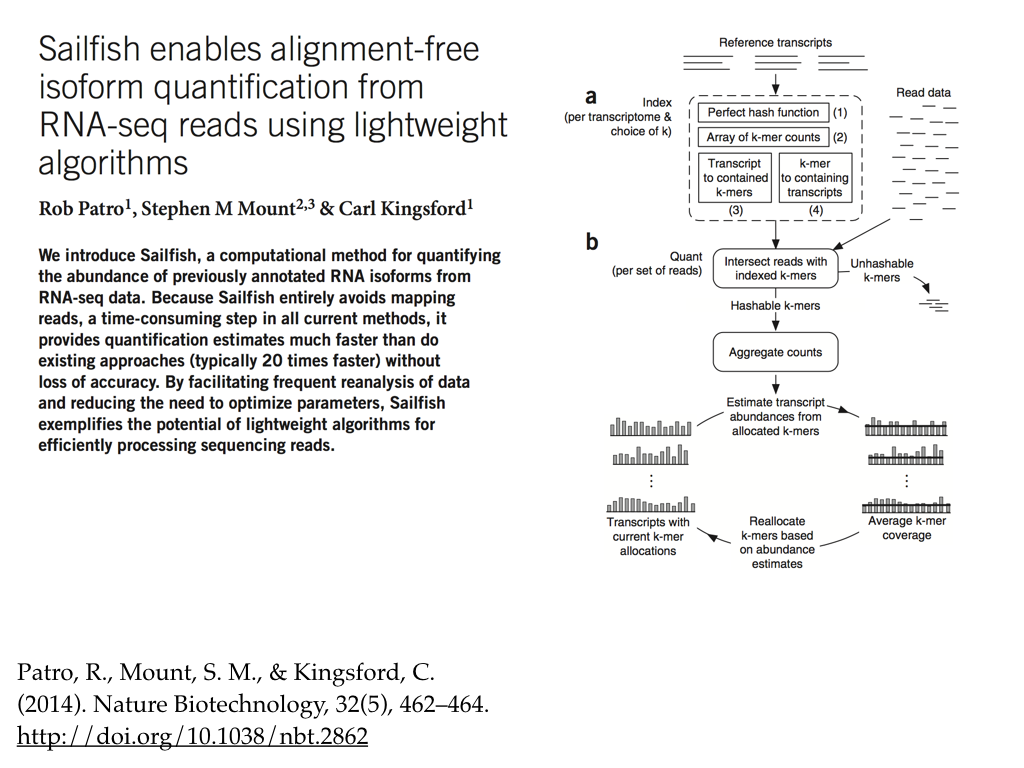 Sailfish enables alignment-free
isoform quantification from
RNA-seq reads using lightweight
algorithms
Rob Patro1, Stephen M Mount2,3 & Carl Kingsford1
We introduce Sailfish, a computational method for quantifying
the abundance of previously annotated RNA isoforms from
RNA-seq data. Because Sailfish entirely avoids mapping
reads, a time-consuming step in all current methods, it
provides quantification estimates much faster than do
existing approaches (typically 20 times faster) without
loss of accuracy. By facilitating frequent reanalysis of data
and reducing the need to optimize parameters, Sailfish
exemplifies the potential of lightweight algorithms for
efficiently processing sequencing reads.
Patro, R., Mount, S. M., & Kingsford, C.
(2014). Nature Biotechnology, 32(5), 462–464.
http://doi.org/10.1038/nbt.2862
Reference transcripts
a
Index
(per transcriptome &
choice of k)
Perfect hash function (1)
Array of k-mer counts (2)
Transcript
to contained
k-mers
(3)
k-mer
to containing
transcripts
(4)
Read data
b
Quant
(per set of reads)
Intersect reads with
indexed k-mers
Unhashable
k-mers
Hashable k-mers
Aggregate counts
Estimate transcript
abundances from
allocated k-mers
Transcripts with
current k-mer
allocations
Reallocate
k-mers based
on abundance
estimates
Average k-mer
coverage